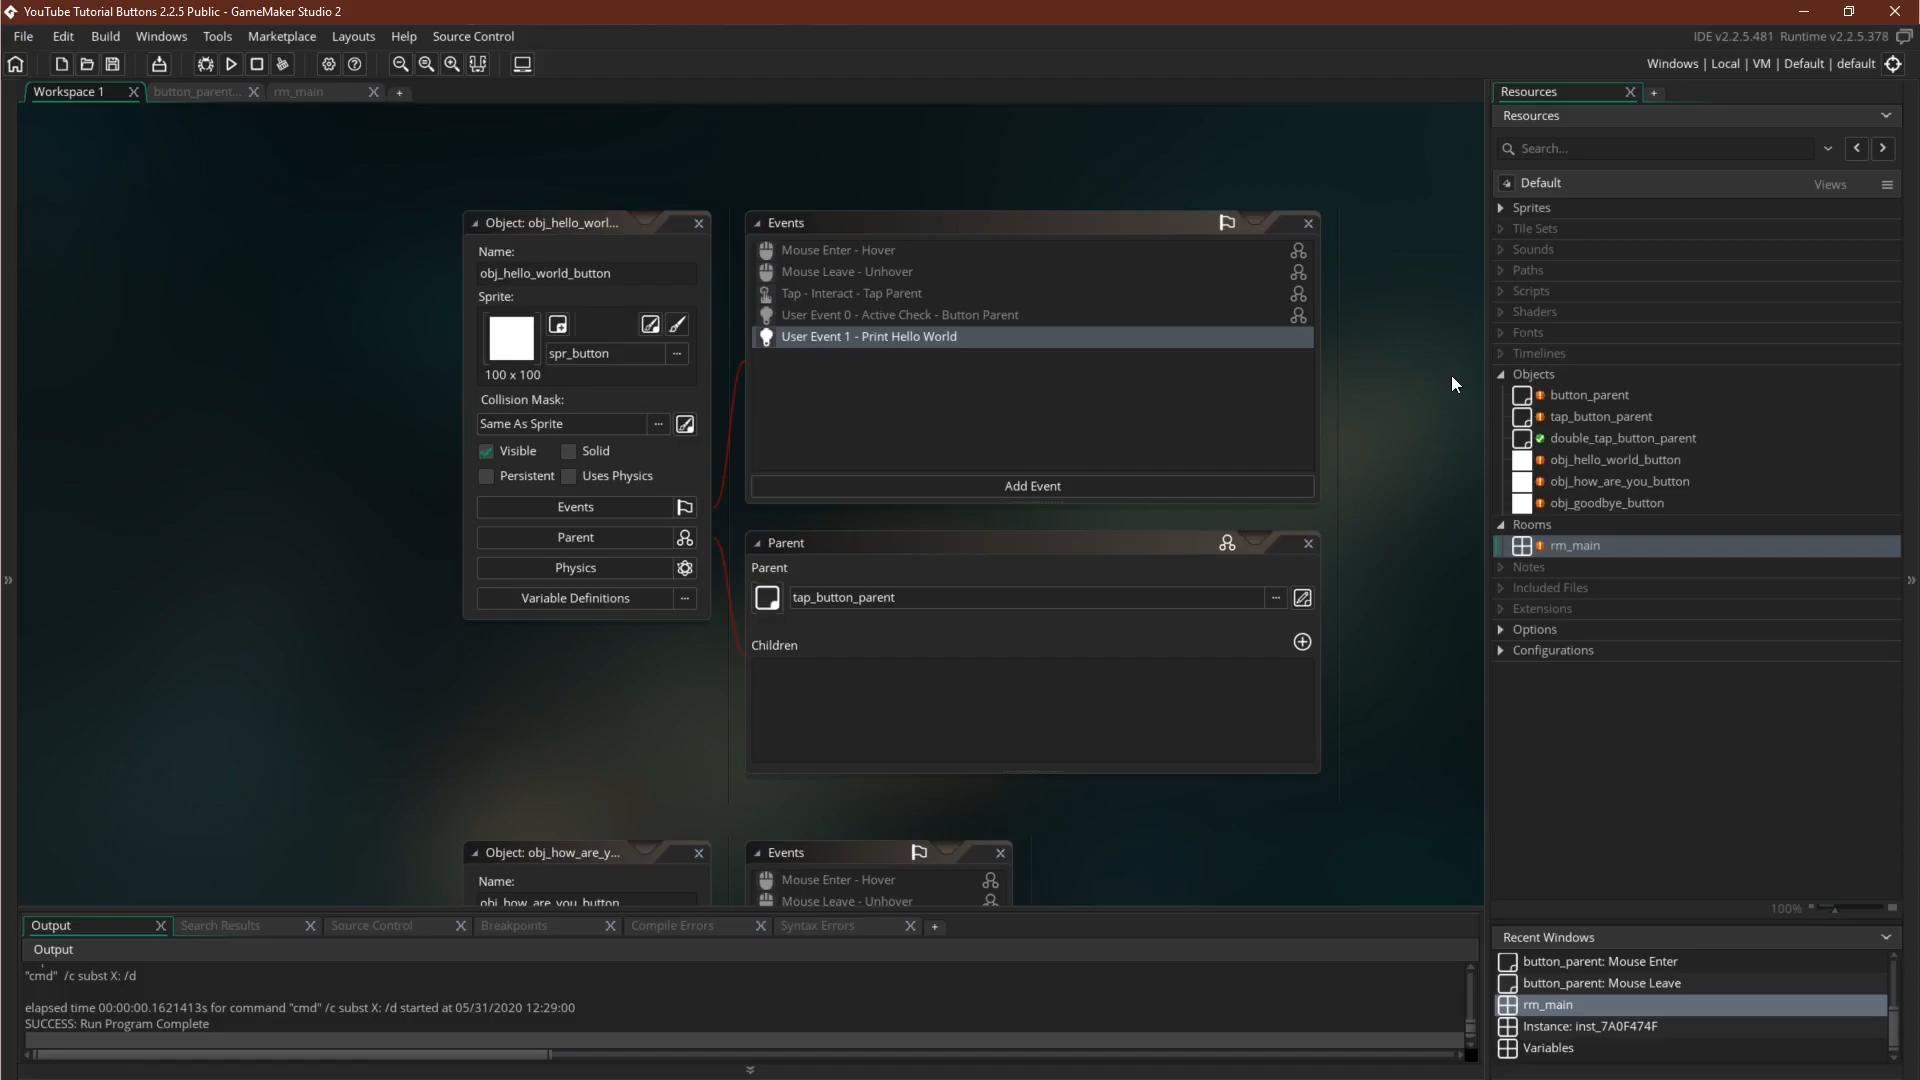 YouTube Tutorial Buttons 2.2.5 Public - GameMaker Studio 2
File Edit Build Windows Tools Marketplace Layouts Help Source Control
IDE v2.2.5.481 Runtime v2.2.5.378
Windows | Local | VM | Default | default
Workspace 1
button_parent...
rm_main
Object: obj_hello_worl...
Name:
obj_hello_world_button
Sprite:
spr_button
100 x 100
Collision Mask:
Same As Sprite
Visible
Solid
Persistent
Uses Physics
Events
Parent
Physics
Variable Definitions
Events
Mouse Enter - Hover
Mouse Leave - Unhover
Tap - Interact - Tap Parent
User Event 0 - Active Check - Button Parent
User Event 1 - Print Hello World
Add Event
Parent
Parent
tap_button_parent
Children
Object: obj_how_are_y...
Name:
obj_how_are_you_button
Events
Mouse Enter - Hover
Mouse Leave - Unhover
Resources
Resources
Search...
Default
Views
Sprites
Tile Sets
Sounds
Paths
Scripts
Shaders
Fonts
Timelines
Objects
button_parent
tap_button_parent
double_tap_button_parent
obj_hello_world_button
obj_how_are_you_button
obj_goodbye_button
Rooms
rm_main
Notes
Included Files
Extensions
Options
Configurations
100%
Recent Windows
button_parent: Mouse Enter
button_parent: Mouse Leave
rm_main
Instance: inst_7A0F474F
Variables
Output
Search Results
Source Control
Breakpoints
Compile Errors
Syntax Errors
Output
"cmd" /c subst X: /d
elapsed time 00:00:00.1621413s for command "cmd" /c subst X: /d started at 05/31/2020 12:29:00
SUCCESS: Run Program Complete